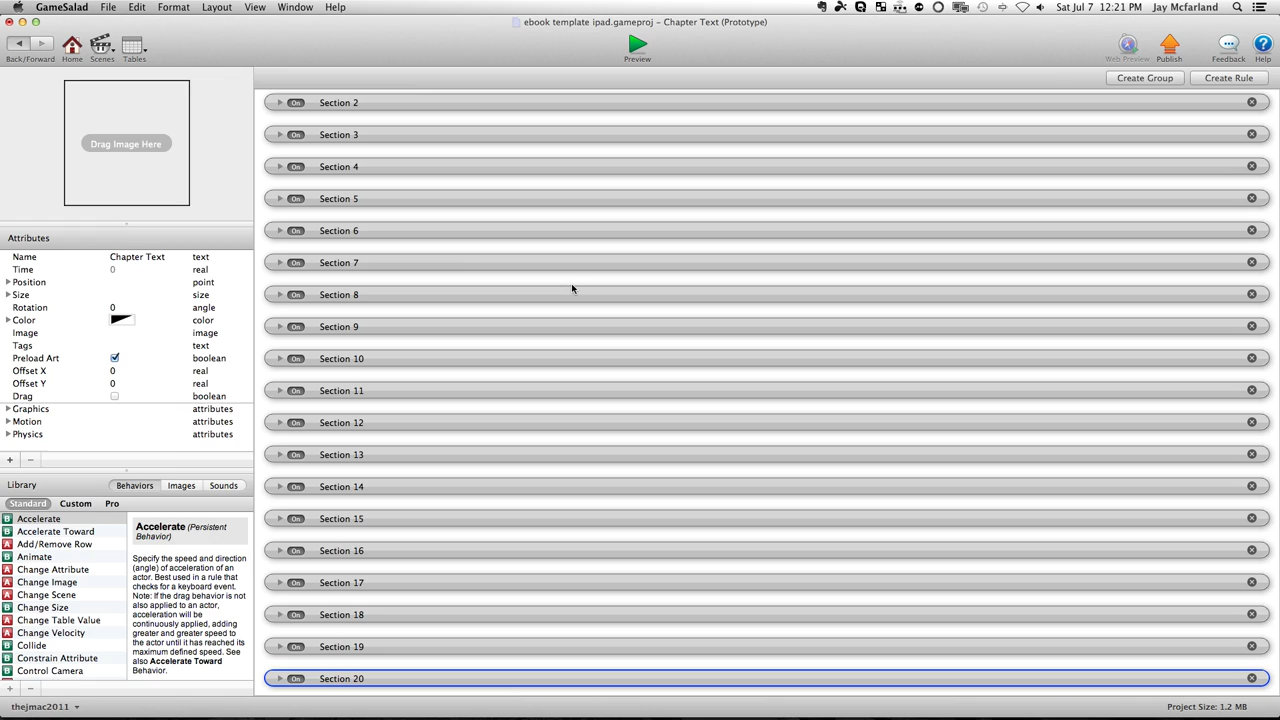 GameSalad File Edit Format Layout View Window Help Sat Jul 7 12:21 PM Jay Mcfarland
ebook template ipad.gameproj – Chapter Text (Prototype)
Back/Forward Home Scenes Tables Preview Web Preview Publish Feedback Help
Create Group Create Rule
Drag Image Here
Attributes
Name Chapter Text text
Time 0 real
Position point
Size size
Rotation 0 angle
Color color
Image image
Tags text
Preload Art boolean
Offset X 0 real
Offset Y 0 real
Drag boolean
Graphics attributes
Motion attributes
Physics attributes
+ −
Library Behaviors Images Sounds
Standard Custom Pro
B Accelerate
B Accelerate Toward
A Add/Remove Row
B Animate
A Change Attribute
A Change Image
A Change Scene
B Change Size
A Change Table Value
A Change Velocity
B Collide
B Constrain Attribute
B Control Camera
Accelerate (Persistent
Behavior)
Specify the speed and direction
(angle) of acceleration of an
actor. Best used in a rule that
checks for a keyboard event.
Note: If the drag behavior is not
also applied to an actor,
acceleration will be
continuously applied, adding
greater and greater speed to
the actor until it has reached its
maximum defined speed. See
also Accelerate Toward
Behavior.
+ −
On Section 2
On Section 3
On Section 4
On Section 5
On Section 6
On Section 7
On Section 8
On Section 9
On Section 10
On Section 11
On Section 12
On Section 13
On Section 14
On Section 15
On Section 16
On Section 17
On Section 18
On Section 19
On Section 20
thejmac2011 Project Size: 1.2 MB